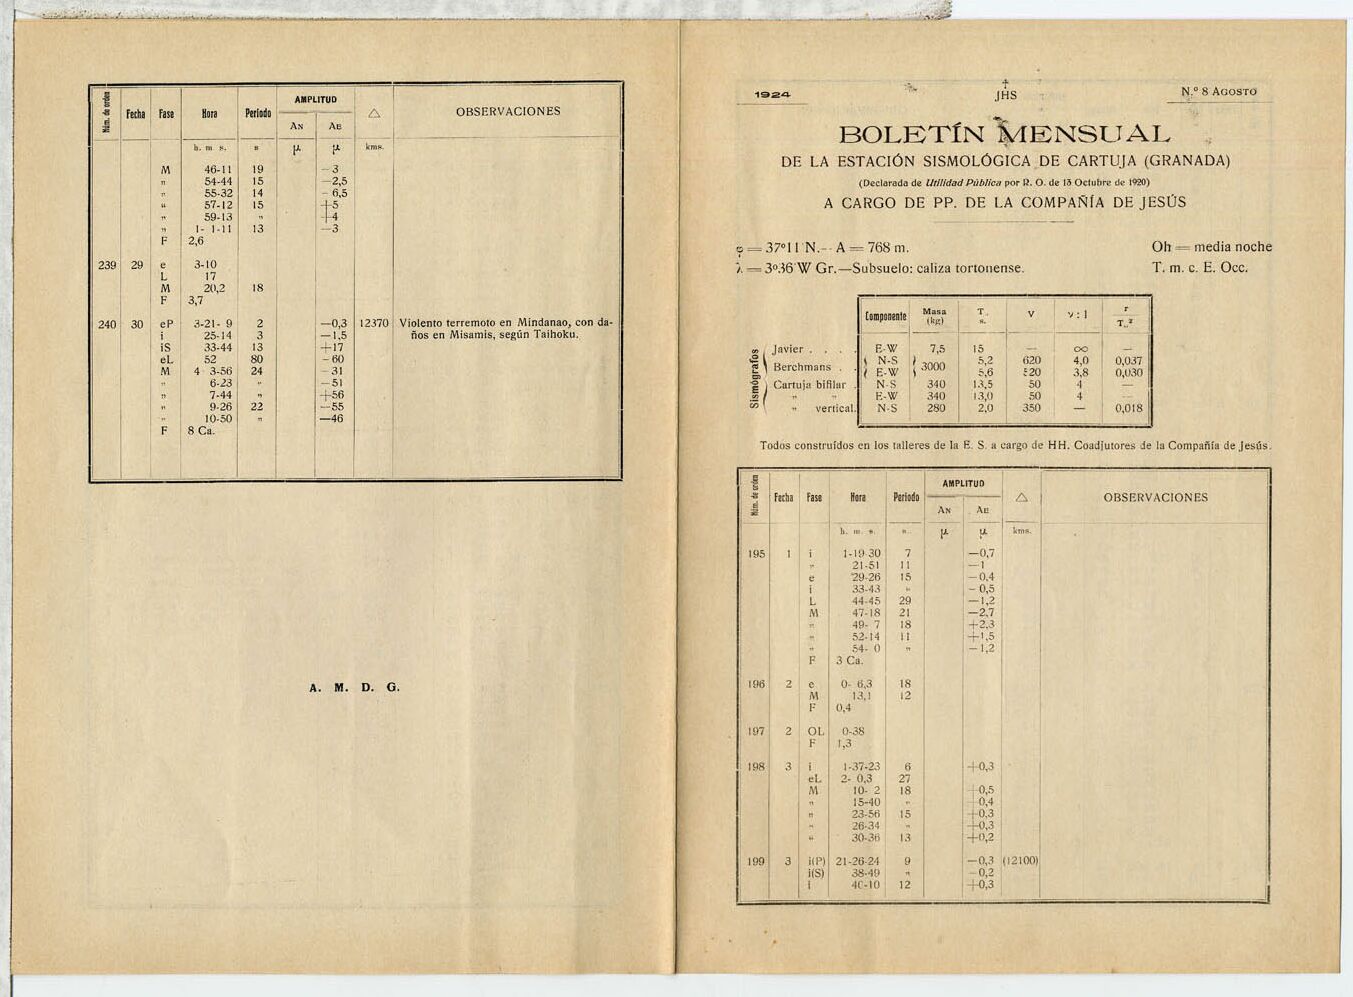 Núm. de orden Fecha Fase Hora Periodo AMPLITUD △ OBSERVACIONES
AN AE
h. m s. s μ μ kms.
M 46-11 19 -3
" 54-44 15 -2,5
" 55-32 14 -6,5
" 57-12 15 +5
" 59-13 " +4
" 1- 1-11 13 -3
F 2,6
239 29 e 3-10
L 17
M 20,2 18
F 3,7
240 30 eP 3-21- 9 2 -0,3 12370 Violento terremoto en Mindanao, con da-
i 25-14 3 -1,5 ños en Misamis, según Taihoku.
iS 33-44 13 +17
eL 52 80 -60
M 4 3-56 24 -31
" 6-23 " -51
" 7-44 " +56
" 9-26 22 -55
" 10-50 " -46
F 8 Ca.
A. M. D. G.
1924 JHS N.º 8 AGOSTO
BOLETÍN MENSUAL
DE LA ESTACIÓN SISMOLÓGICA DE CARTUJA (GRANADA)
(Declarada de Utilidad Pública por R. O. de 13 Octubre de 1920)
A CARGO DE PP. DE LA COMPAÑÍA DE JESÚS
φ = 37º11'N.-- A = 768 m. Oh = media noche
λ = 3º36'W Gr.—Subsuelo: caliza tortonense. T. m. c. E. Occ.
Componente Masa (kg) T. s. V ν : 1 r
Sismógrafos
Javier . . . . E-W 7,5 15 — ∞ —
Berchmans . . N-S 3000 5,2 620 4,0 0,037
E-W 5,6 520 3,8 0,030
Cartuja bifilar . N-S 340 13,5 50 4 —
" " E-W 340 13,0 50 4 —
" vertical. N-S 280 2,0 350 — 0,018
Todos construídos en los talleres de la E. S. a cargo de HH. Coadjutores de la Compañía de Jesús.
Núm. de orden Fecha Fase Hora Periodo AMPLITUD △ OBSERVACIONES
AN AE
h. m. s. s. μ μ kms.
195 1 i 1-19 30 7 -0,7
" 21-51 11 -1
e 29-26 15 -0,4
i 33-43 " -0,5
L 44-45 29 -1,2
M 47-18 21 -2,7
" 49- 7 18 +2,3
" 52-14 11 +1,5
" 54- 0 " -1,2
F 3 Ca.
196 2 e 0- 6,3 18
M 13,1 12
F 0,4
197 2 OL 0-38
F 1,3
198 3 i 1-37-23 6 +0,3
eL 2- 0,3 27
M 10- 2 18 +0,5
" 15-40 " 0,4
" 23-56 15 +0,3
" 26-34 " +0,3
" 30-36 13 +0,2
199 3 i(P) 21-26-24 9 -0,3 (12100)
i(S) 38-49 " -0,2
i 40-10 12 +0,3